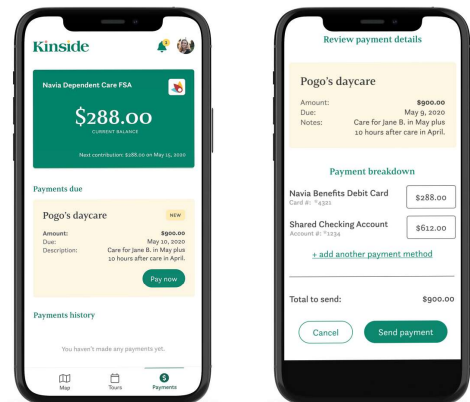 Kinside
Navia Dependent Care FSA
$288.00
CURRENT BALANCE
Next contribution: $288.00 on May 15, 2020
Payments due
Pogo's daycare
NEW
Amount: $900.00
Due: May 10, 2020
Description: Care for Jane B. in May plus
10 hours after care in April.
Pay now
Payments history
You haven't made any payments yet.
Map
Tours
$
Payments
Review payment details
Pogo's daycare
Amount: $900.00
Due: May 9, 2020
Notes: Care for Jane B. in May plus
10 hours after care in April.
Payment breakdown
Navia Benefits Debit Card
Card #: *4321
$288.00
Shared Checking Account
Account #: *1234
$612.00
+ add another payment method
Total to send: $900.00
Cancel
Send payment